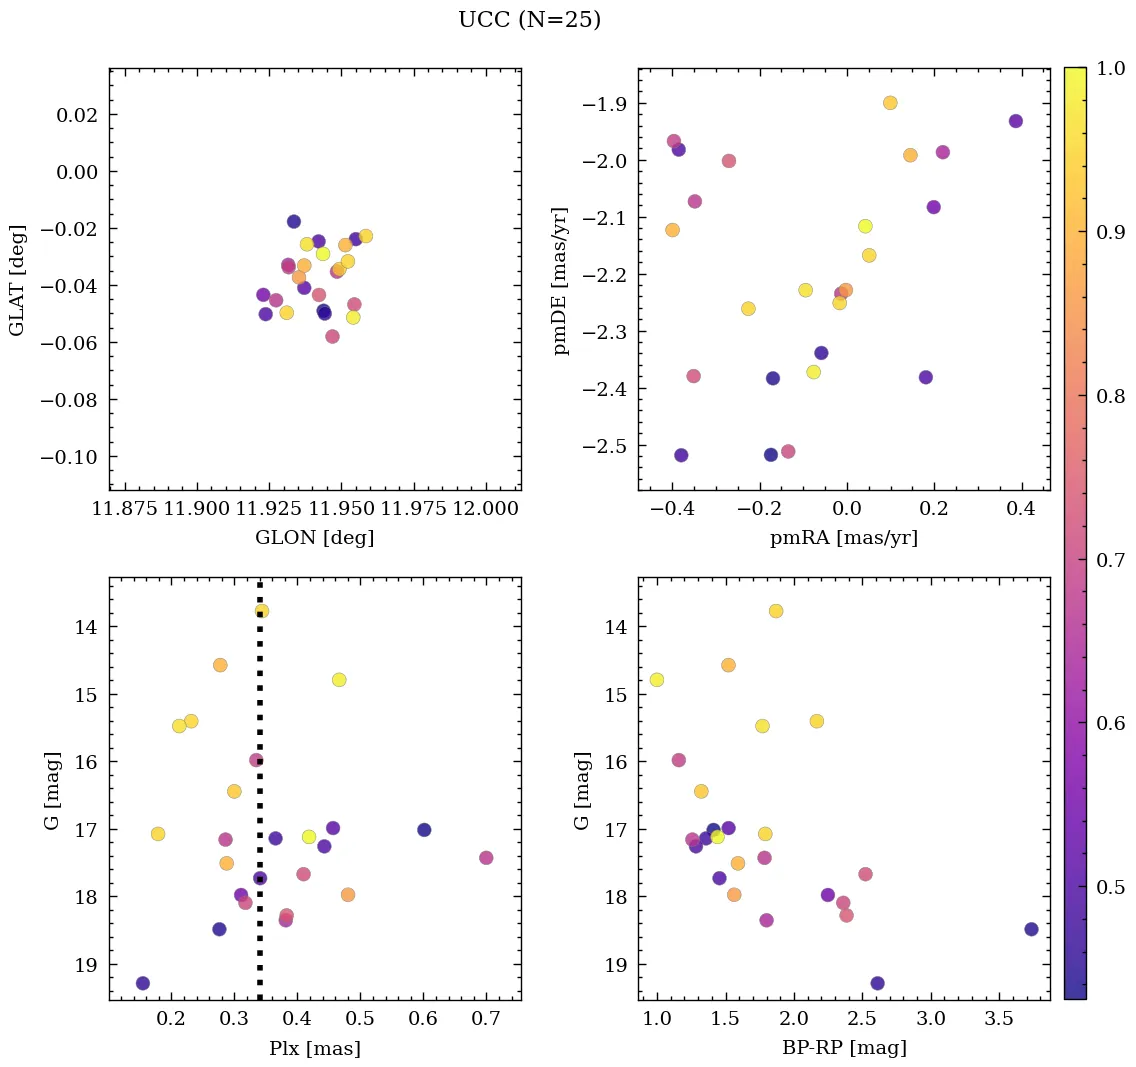 UCC (N=25)
GLAT [deg]
0.02
0.00
−0.02
−0.04
−0.06
−0.08
−0.10
11.875 11.900 11.925 11.950 11.975 12.000
GLON [deg]
pmDE [mas/yr]
−1.9
−2.0
−2.1
−2.2
−2.3
−2.4
−2.5
−0.4 −0.2 0.0 0.2 0.4
pmRA [mas/yr]
G [mag]
14
15
16
17
18
19
0.2 0.3 0.4 0.5 0.6 0.7
Plx [mas]
G [mag]
14
15
16
17
18
19
1.0 1.5 2.0 2.5 3.0 3.5
BP-RP [mag]
1.0
0.9
0.8
0.7
0.6
0.5